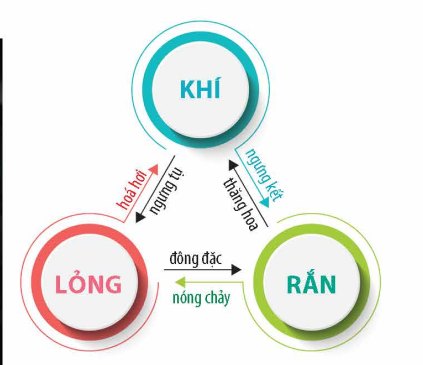 KHÍ
hoá hơi
ngưng tụ
ngưng kết
thăng hoa
LỎNG
đông đặc
nóng chảy
RẮN